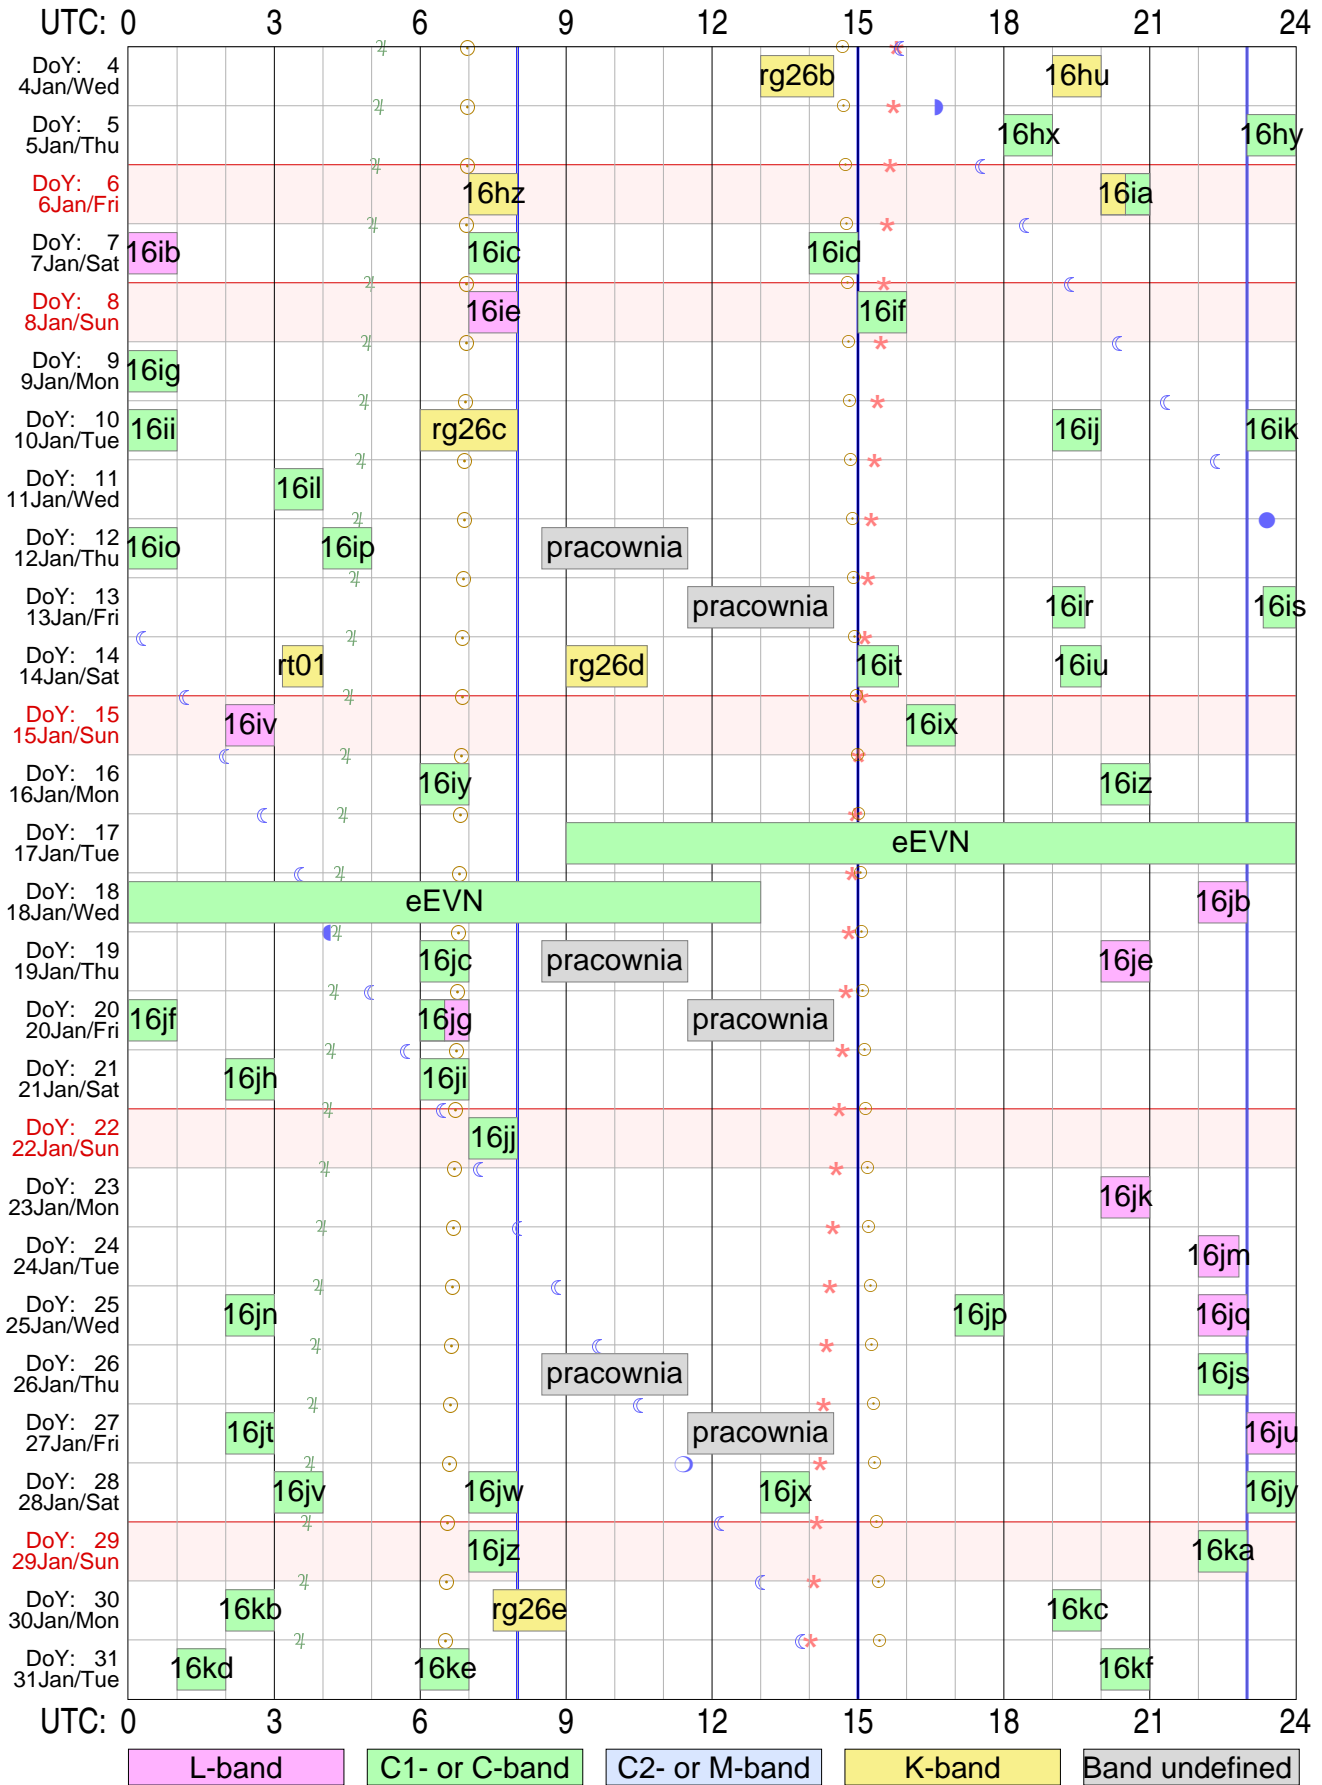 UTC: 0 3 6 9 12 15 18 21 24
DoY: 4
4Jan/Wed
rg26b 16hu
DoY: 5
5Jan/Thu
16hx 16hy
DoY: 6
6Jan/Fri
16hz 16ia
DoY: 7
7Jan/Sat
16ib 16ic 16id
DoY: 8
8Jan/Sun
16ie 16if
DoY: 9
9Jan/Mon
16ig
DoY: 10
10Jan/Tue
16ii rg26c 16ij 16ik
DoY: 11
11Jan/Wed
16il
DoY: 12
12Jan/Thu
16io 16ip pracownia
DoY: 13
13Jan/Fri
pracownia 16ir 16is
DoY: 14
14Jan/Sat
rt01 rg26d 16it 16iu
DoY: 15
15Jan/Sun
16iv 16ix
DoY: 16
16Jan/Mon
16iy 16iz
DoY: 17
17Jan/Tue
eEVN
DoY: 18
18Jan/Wed
eEVN 16jb
DoY: 19
19Jan/Thu
16jc pracownia 16je
DoY: 20
20Jan/Fri
16jf 16jg pracownia
DoY: 21
21Jan/Sat
16jh 16ji
DoY: 22
22Jan/Sun
16jj
DoY: 23
23Jan/Mon
16jk
DoY: 24
24Jan/Tue
16jm
DoY: 25
25Jan/Wed
16jn 16jp 16jq
DoY: 26
26Jan/Thu
pracownia 16js
DoY: 27
27Jan/Fri
16jt pracownia 16ju
DoY: 28
28Jan/Sat
16jv 16jw 16jx 16jy
DoY: 29
29Jan/Sun
16jz 16ka
DoY: 30
30Jan/Mon
16kb rg26e 16kc
DoY: 31
31Jan/Tue
16kd 16ke 16kf
UTC: 0 3 6 9 12 15 18 21 24
L-band C1- or C-band C2- or M-band K-band Band undefined